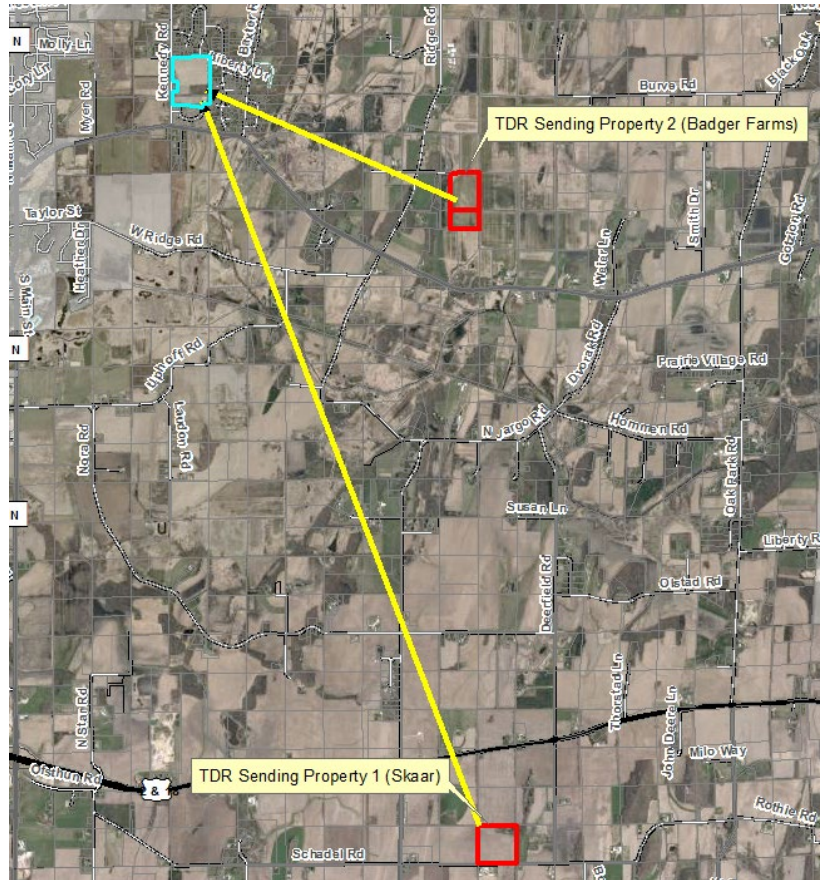 N
Molly Ln
Cory Ln
Myer Rd
Kennedy Rd
Liberty Dr
Baxter R
Ridge Rd
Burve Rd
Black Oak
TDR Sending Property 2 (Badger Farms)
Taylor St
Heather Dr
W Ridge Rd
S Main St
Smith Dr
Gotzion Rd
N
Uphoff Rd
Dvorak Rd
Prairie Village Rd
Nora Rd
Landon Rd
N Jargo Rd
Hommen Rd
Oak Park Rd
N
Susan Ln
Liberty R
Deerfield Rd
Olstad Rd
N Star Rd
Thorstad Ln
John Deere Ln
Milo Way
Ofsthun Rd
TDR Sending Property 1 (Skaar)
Rothie Rd
Schadel Rd